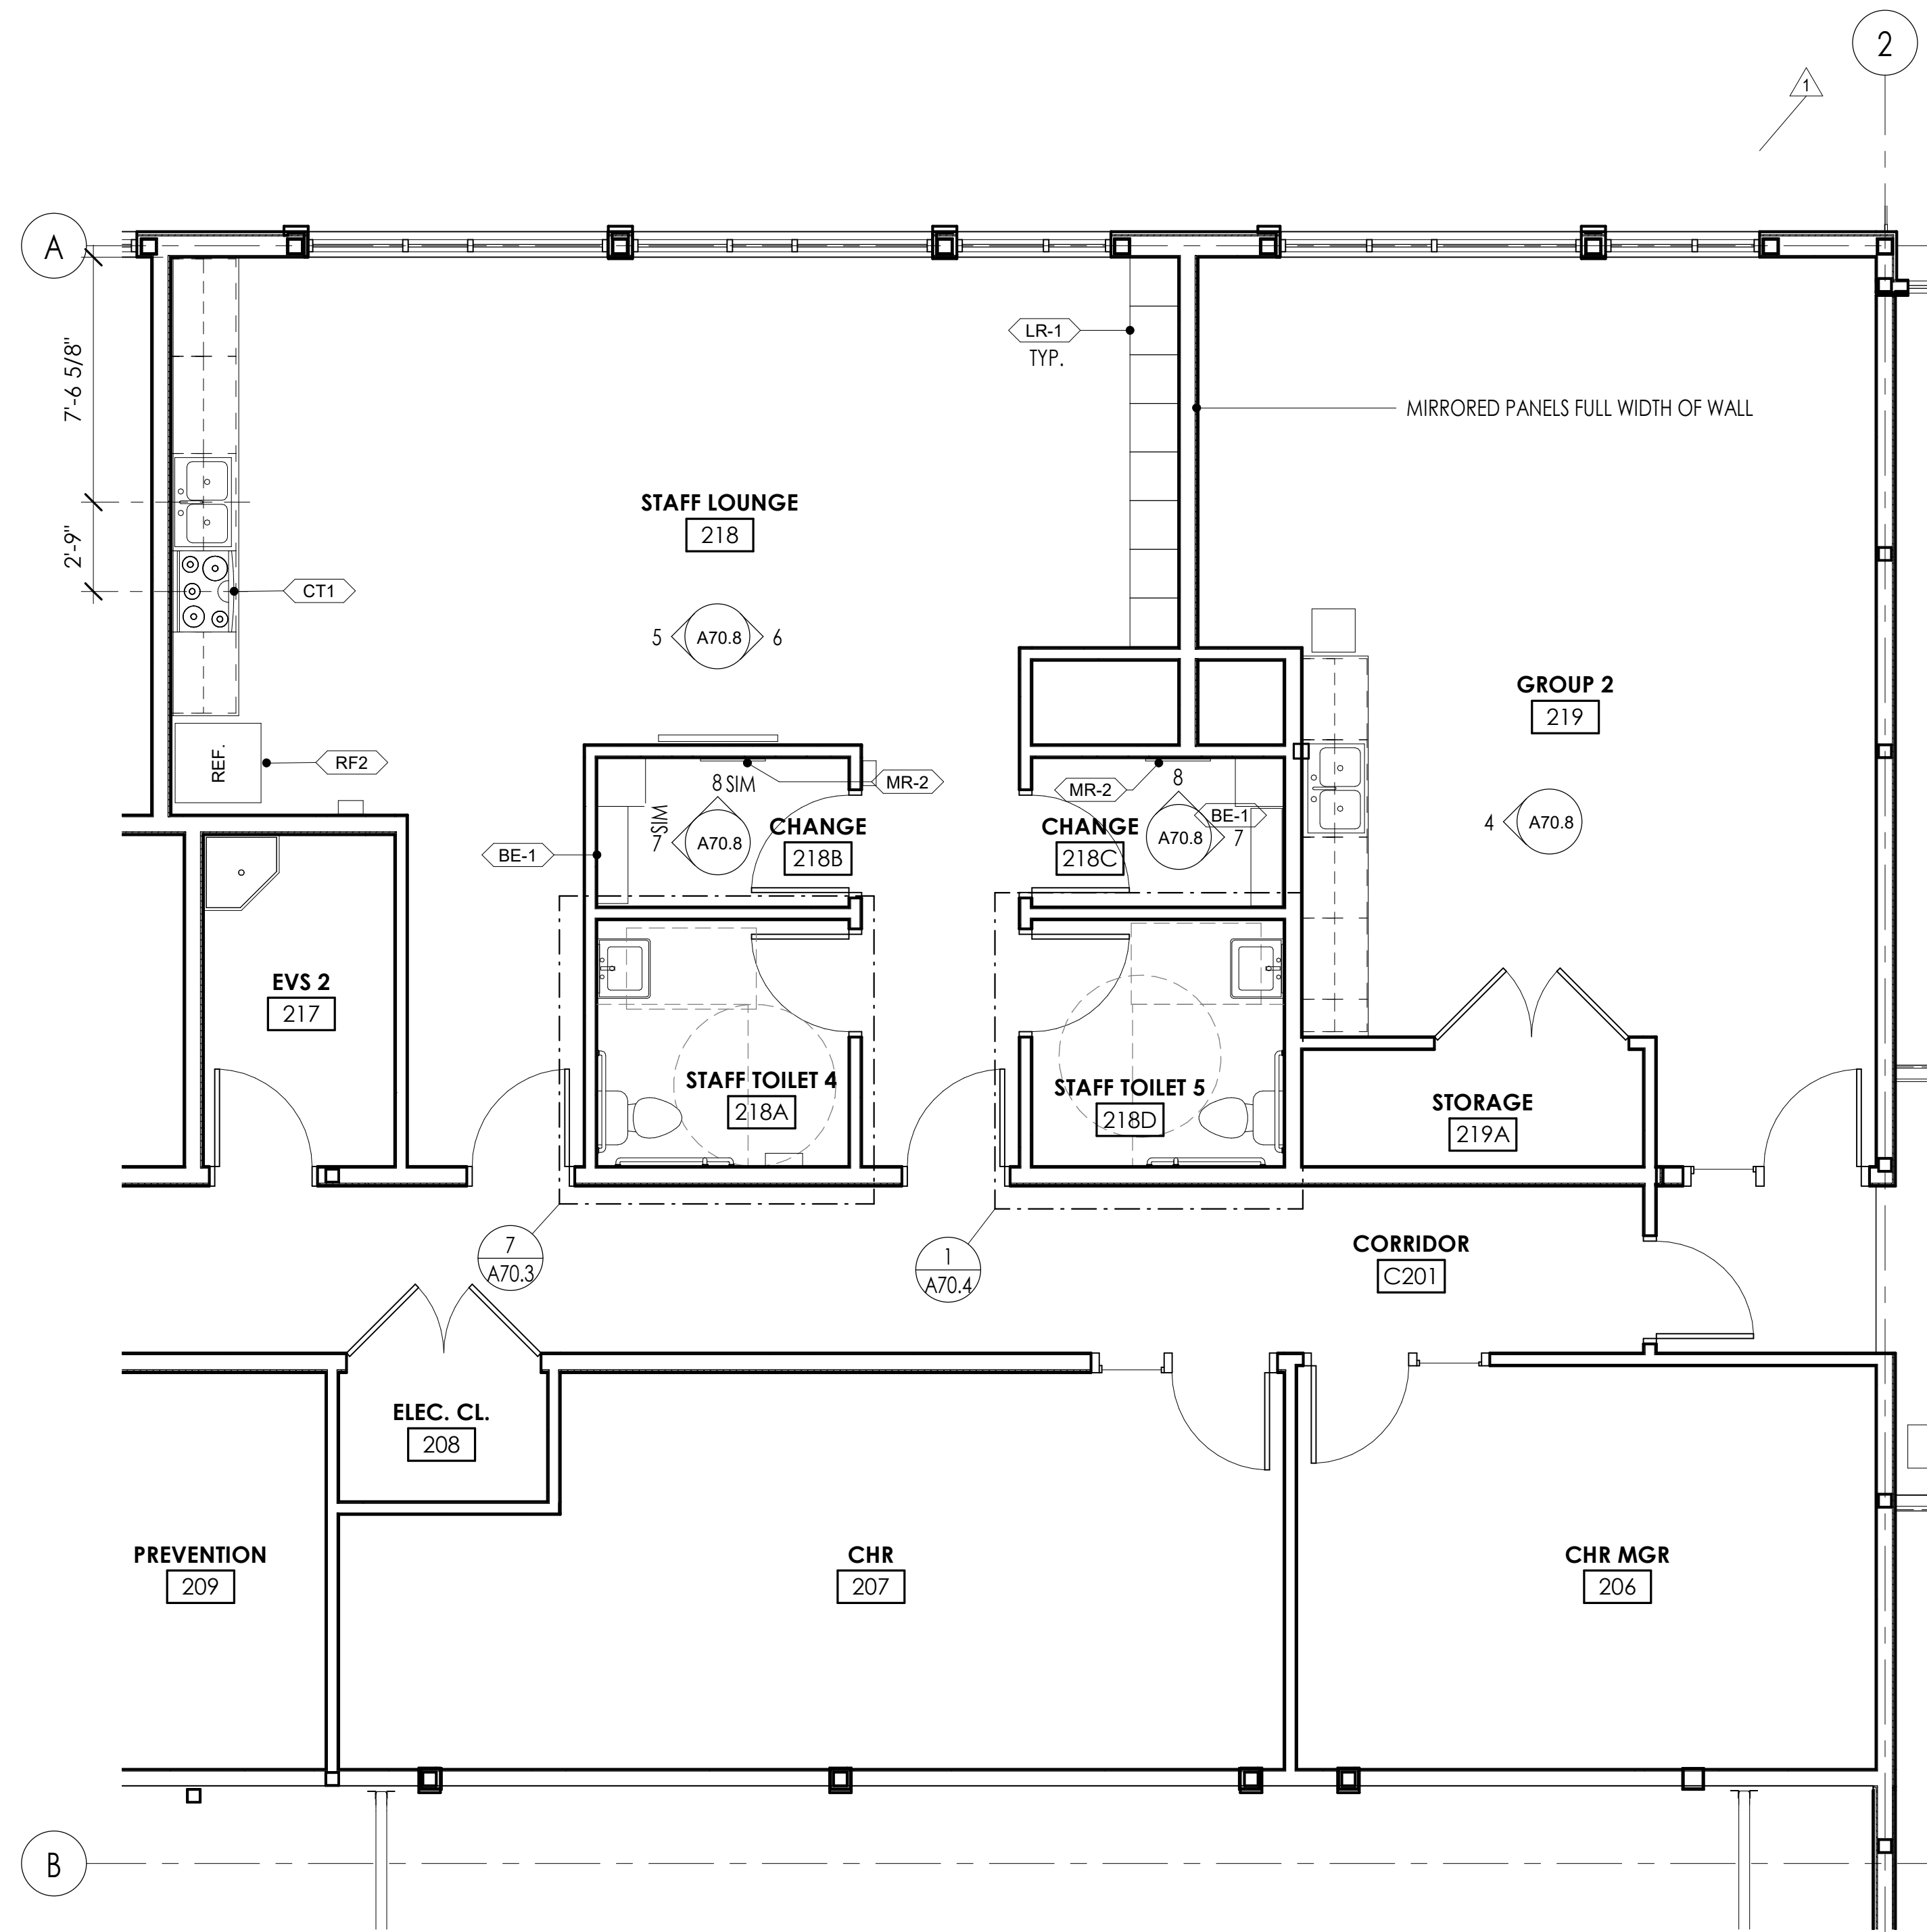 2
1
A
7'-6 5/8"
2'-9"
LR-1
TYP.
MIRRORED PANELS FULL WIDTH OF WALL
STAFF LOUNGE
218
CT1
5
A70.8
6
GROUP 2
219
REF.
RF2
8 SIM
MR-2
MR-2
8
7 SIM
A70.8
CHANGE
218B
CHANGE
218C
A70.8
BE-1
7
4
A70.8
BE-1
EVS 2
217
STAFF TOILET 4
218A
STAFF TOILET 5
218D
STORAGE
219A
7
A70.3
1
A70.4
CORRIDOR
C201
ELEC. CL.
208
PREVENTION
209
CHR
207
CHR MGR
206
B